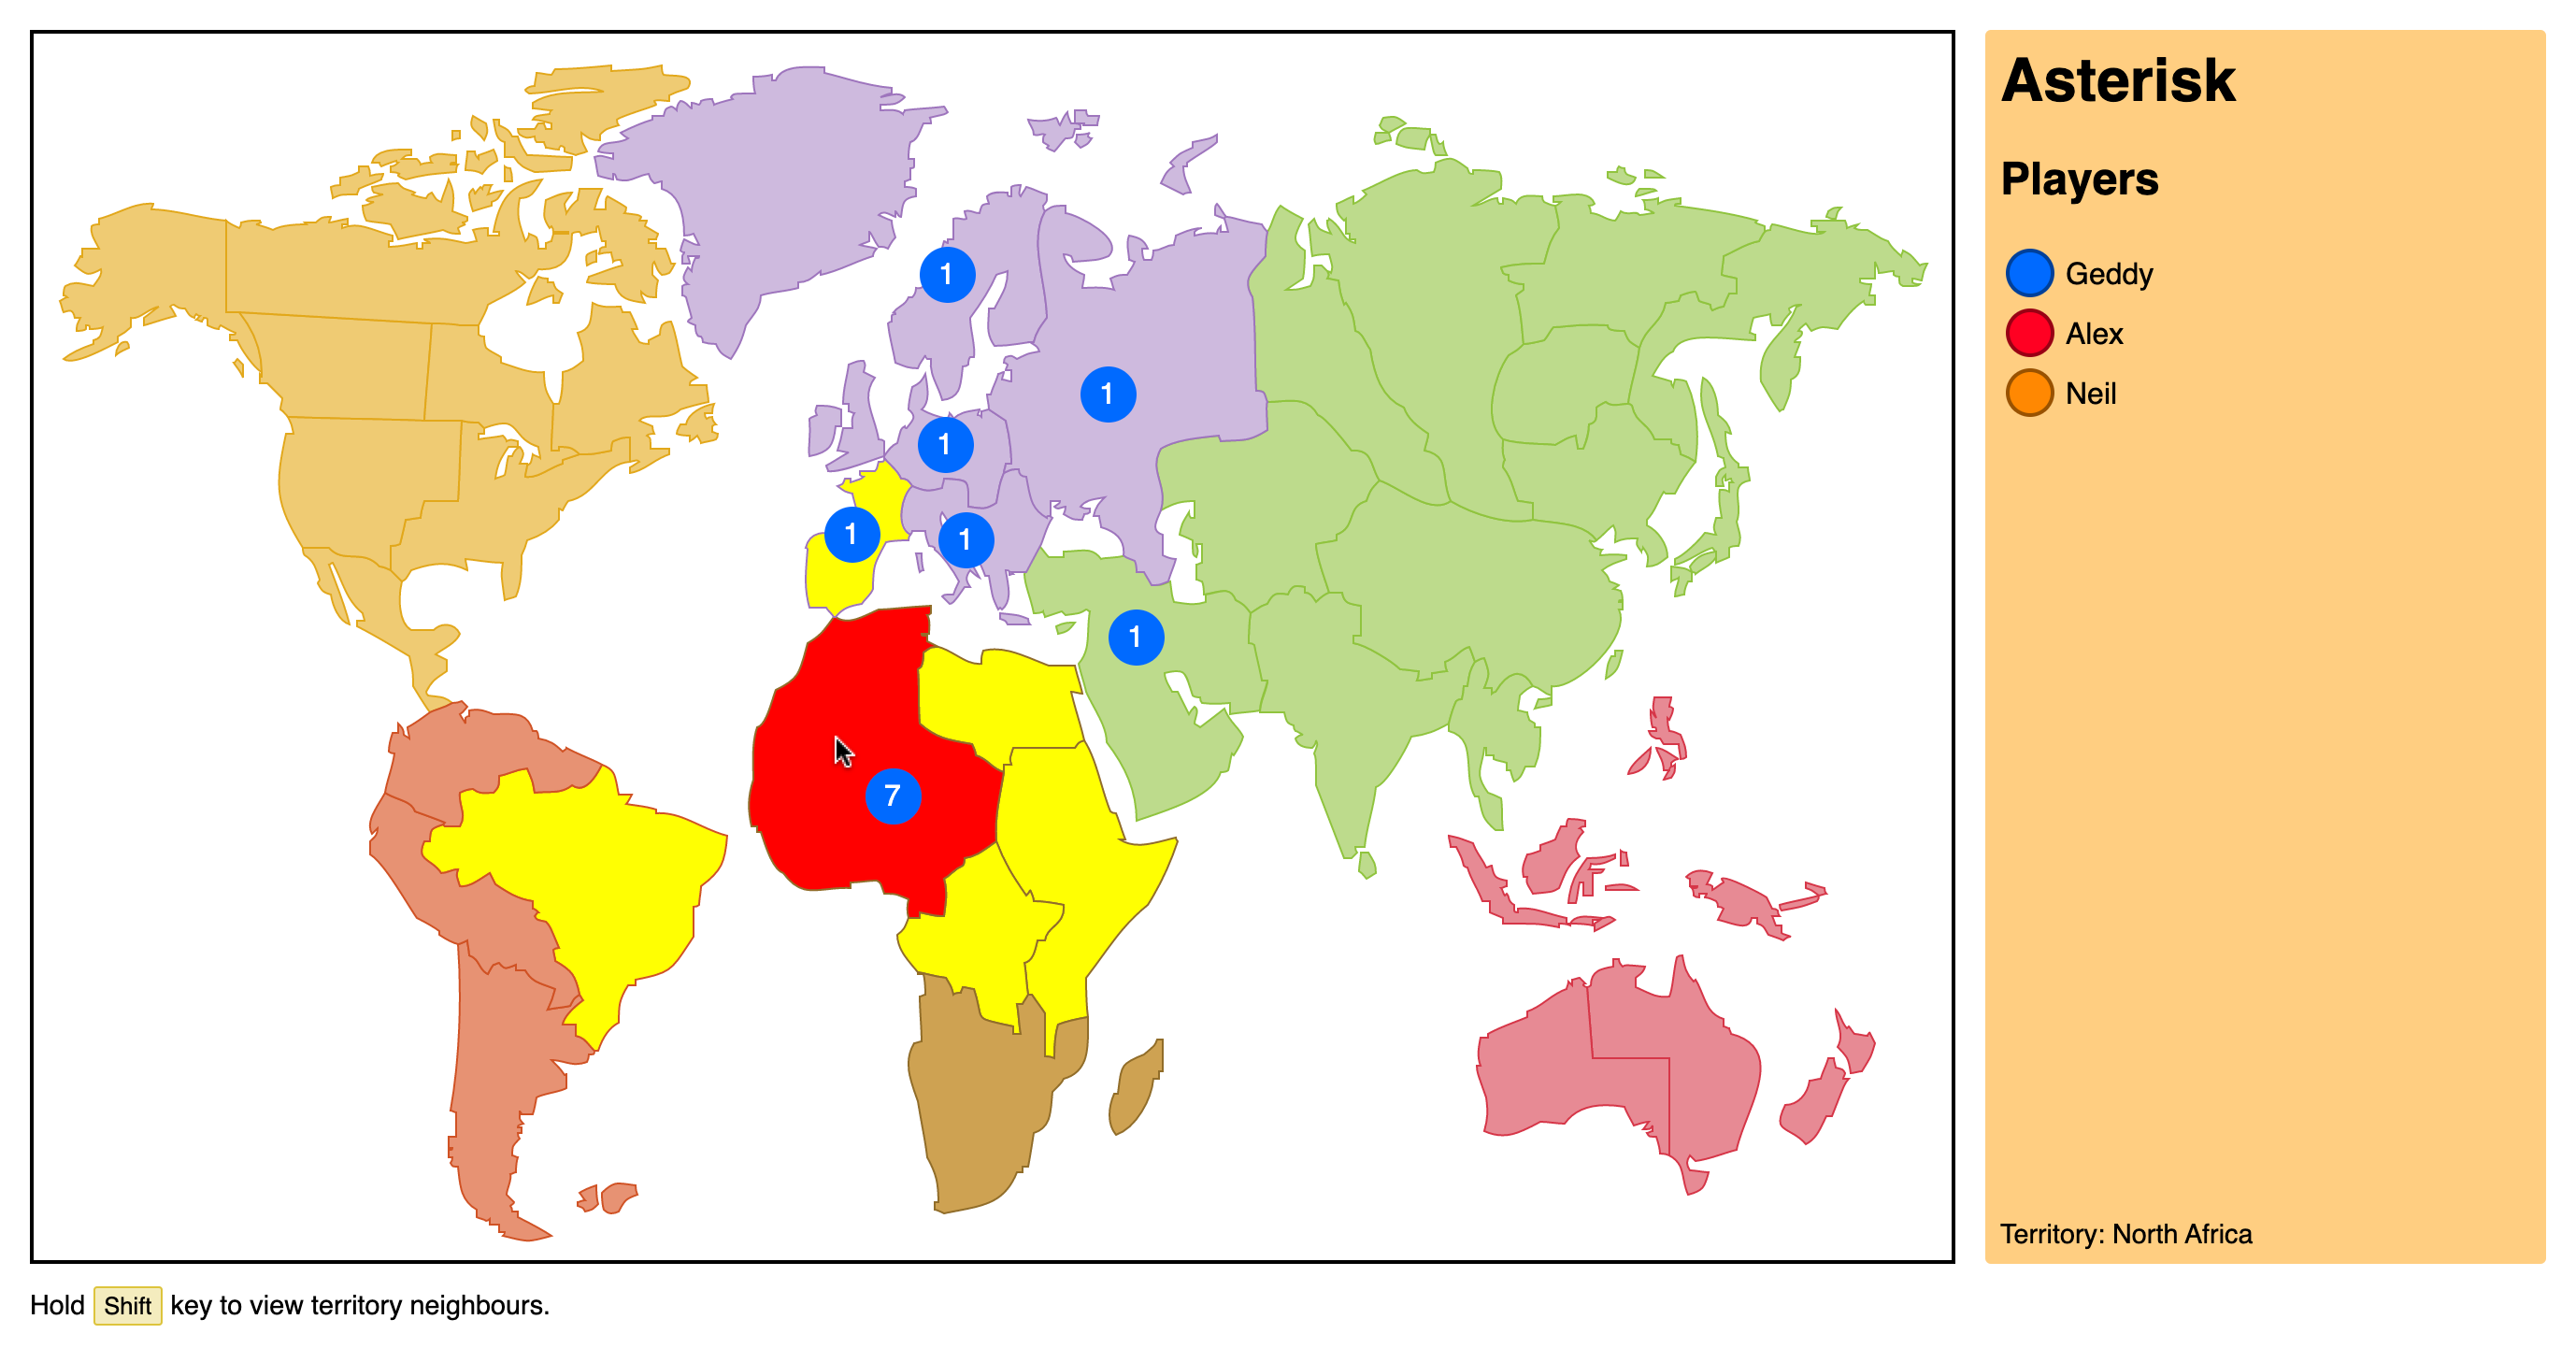 Asterisk
Players
Geddy
Alex
Neil
1
1
1
1
1
1
7
Territory: North Africa
Hold Shift key to view territory neighbours.